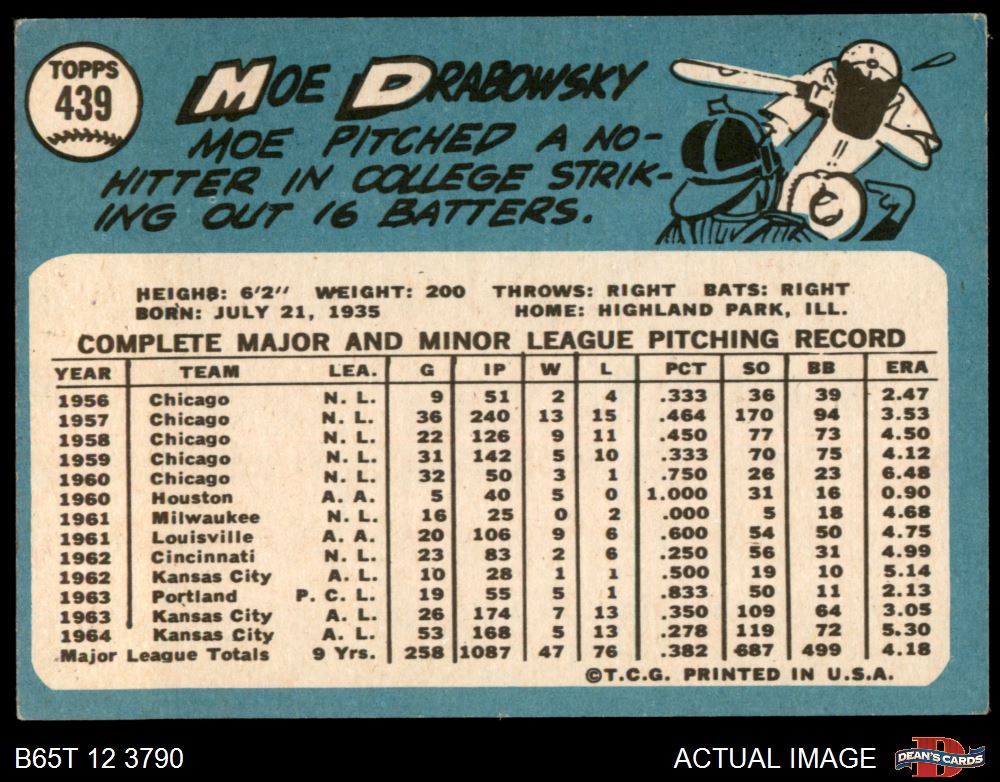 TOPPS
439
MOE DRABOWSKY
MOE PITCHED A NO-
HITTER IN COLLEGE STRIK-
ING OUT 16 BATTERS.
C
HEIGHT: 6'2" WEIGHT: 200 THROWS: RIGHT BATS: RIGHT
BORN: JULY 21, 1935 HOME: HIGHLAND PARK, ILL.
COMPLETE MAJOR AND MINOR LEAGUE PITCHING RECORD
YEAR TEAM LEA. G IP W L PCT SO BB ERA
1956 Chicago N. L. 9 51 2 4 .333 36 39 2.47
1957 Chicago N. L. 36 240 13 15 .464 170 94 3.53
1958 Chicago N. L. 22 126 9 11 .450 77 73 4.50
1959 Chicago N. L. 31 142 5 10 .333 70 75 4.12
1960 Chicago N. L. 32 50 3 1 .750 26 23 6.48
1960 Houston A. A. 5 40 5 0 1.000 31 16 0.90
1961 Milwaukee N. L. 16 25 0 2 .000 5 18 4.68
1961 Louisville A. A. 20 106 9 6 .600 54 50 4.75
1962 Cincinnati N. L. 23 83 2 6 .250 56 31 4.99
1962 Kansas City A. L. 10 28 1 1 .500 19 10 5.14
1963 Portland P. C. L. 19 55 5 1 .833 50 11 2.13
1963 Kansas City A. L. 26 174 7 13 .350 109 64 3.05
1964 Kansas City A. L. 53 168 5 13 .278 119 72 5.30
Major League Totals 9 Yrs. 258 1087 47 76 .382 687 499 4.18
©T.C.G. PRINTED IN U.S.A.
B65T 12 3790 ACTUAL IMAGE
D
DEAN'S CARDS